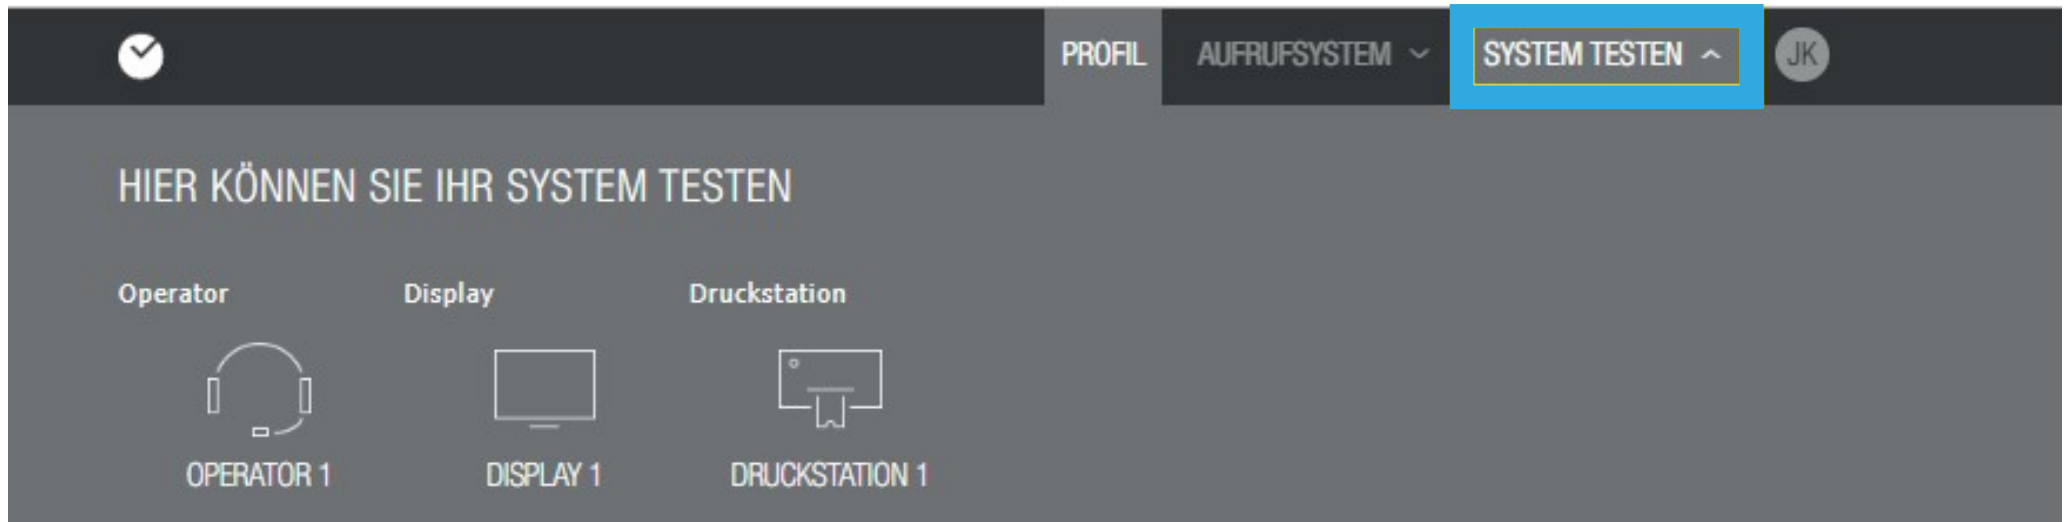 PROFIL AUFRUFSYSTEM SYSTEM TESTEN JK
HIER KÖNNEN SIE IHR SYSTEM TESTEN
Operator Display Druckstation
OPERATOR 1 DISPLAY 1 DRUCKSTATION 1